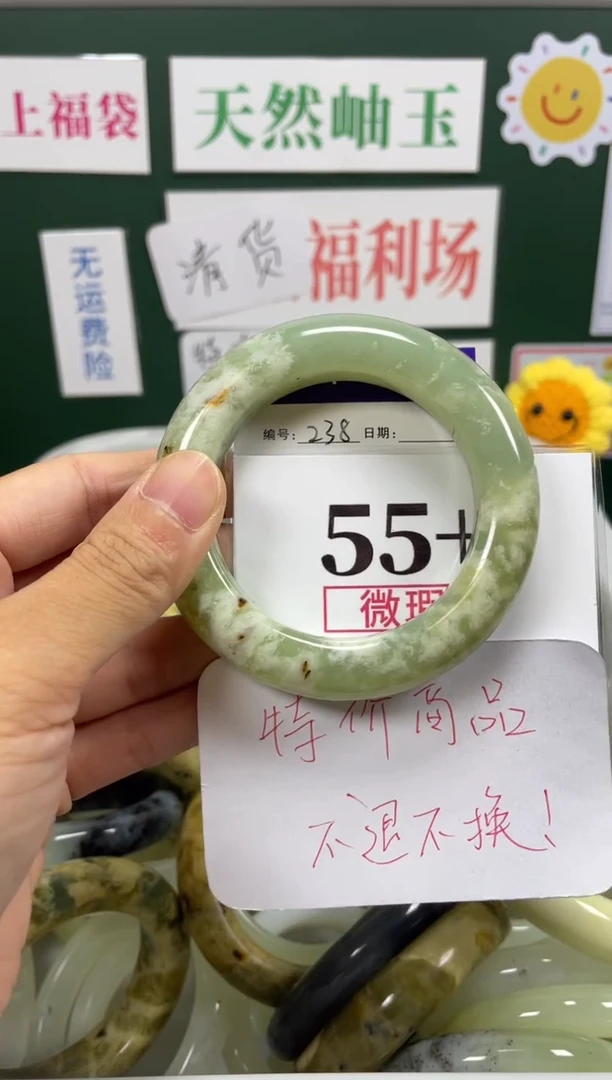 上福袋
天然岫玉
清货
福利场
无运费险
编号: 238 日期:
55+
微瑕
特价商品
不退不换!